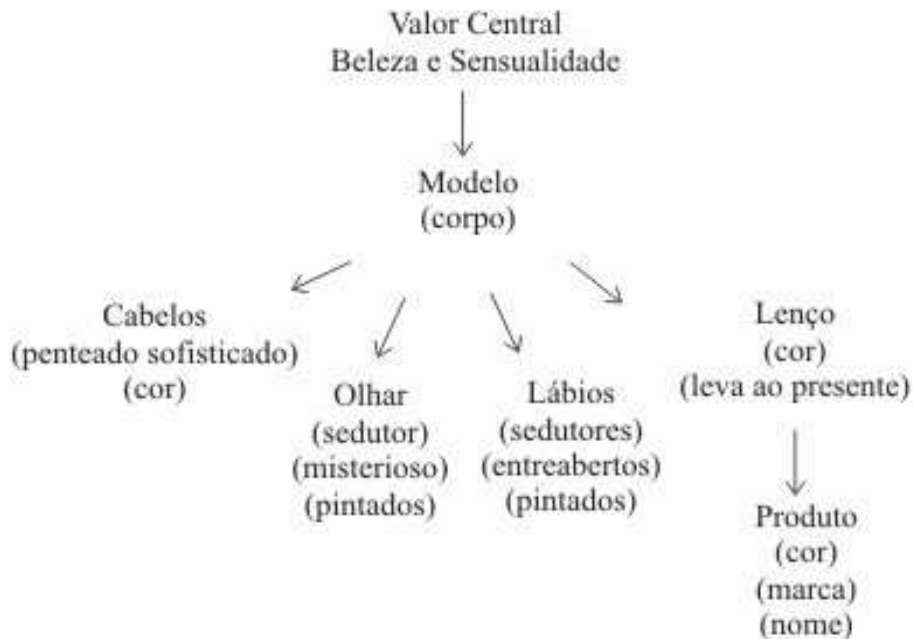 Valor Central
Beleza e Sensualidade
Modelo
(corpo)
Cabelos
(penteado sofisticado)
(cor)
Olhar
(sedutor)
(misterioso)
(pintados)
Lábios
(sedutores)
(entreabertos)
(pintados)
Lenço
(cor)
(leva ao presente)
Produto
(cor)
(marca)
(nome)